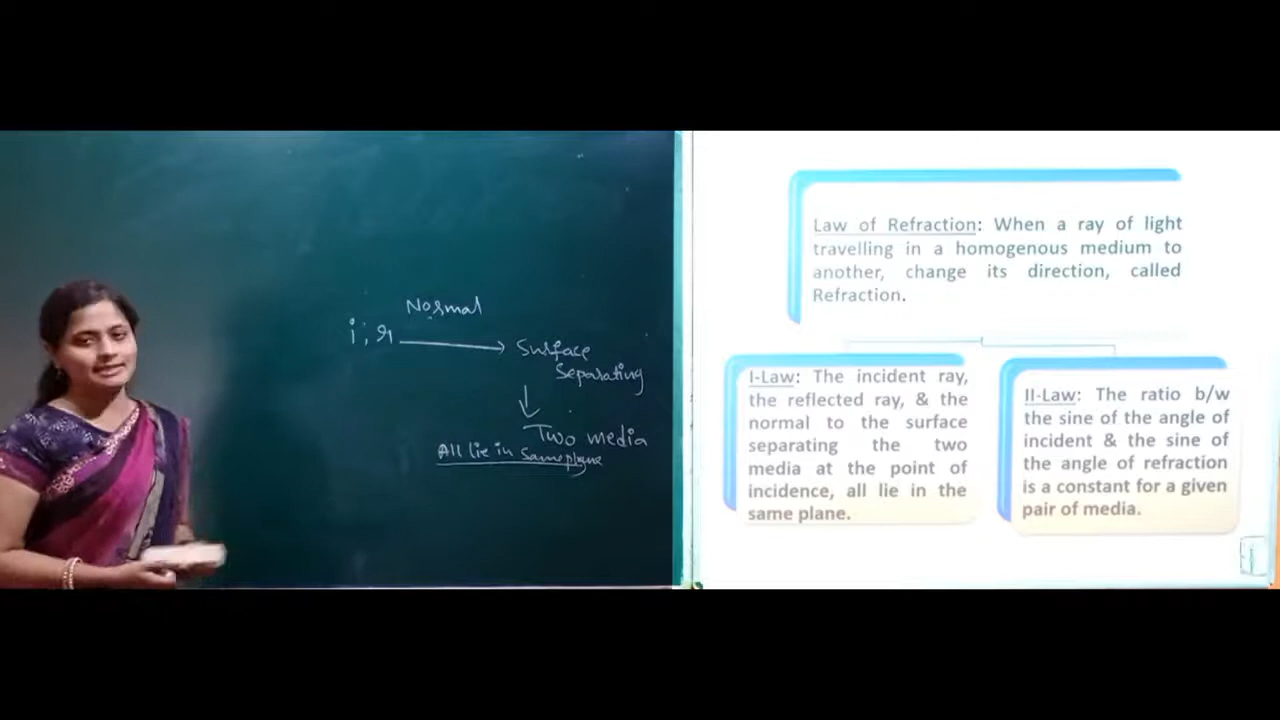 Normal
i ; r
Surface
Separating
Two media
All lie in Same plane
Law of Refraction: When a ray of light
travelling in a homogenous medium to
another, change its direction, called
Refraction.
I-Law: The incident ray,
the reflected ray, & the
normal to the surface
separating the two
media at the point of
incidence, all lie in the
same plane.
II-Law: The ratio b/w
the sine of the angle of
incident & the sine of
the angle of refraction
is a constant for a given
pair of media.